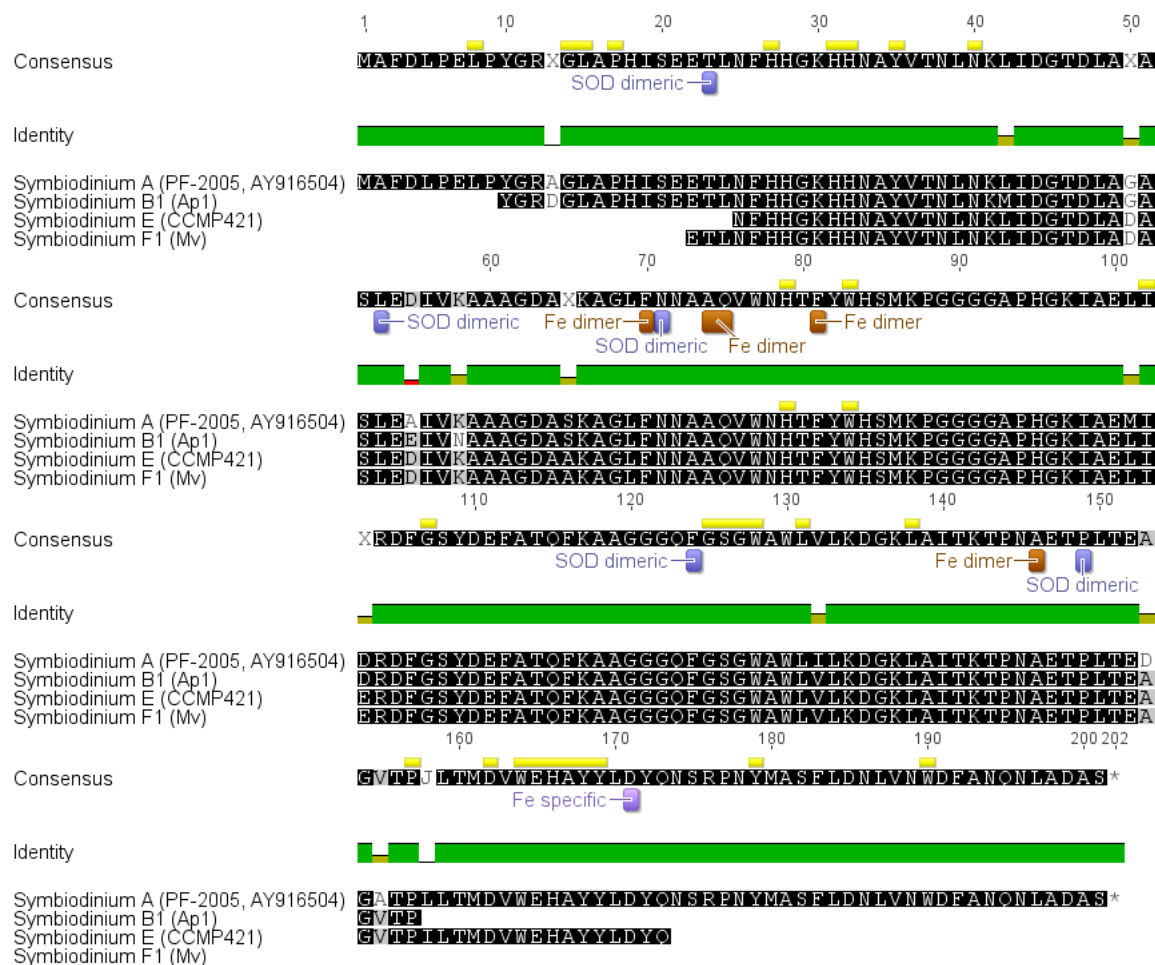 1 10 20 30 40 50
Consensus MAFDLPELPYGRXGLAPHISEETLNFHHGKHHNAYVTNLNKLIDGTDLAXA
SOD dimeric
Identity
Symbiodinium A (PF-2005, AY916504) MAFDLPELPYGRAGLAPHISEETLNFHHGKHHNAYVTNLNKLIDGTDLAGA
Symbiodinium B1 (Ap1) YGRDGLAPHISEETLNFHHGKHHNAYVTNLNKMIDGTDLAGA
Symbiodinium E (CCMP421) NFHHGKHHNAYVTNLNKLIDGTDLADA
Symbiodinium F1 (Mv) ETLNFHHGKHHNAYVTNLNKLIDGTDLADA
60 70 80 90 100
Consensus SLEDIVKAAAGDAXKAGLFNNAAQVWNHTFYWHSMKPGGGGAPHGKIAELI
SOD dimeric Fe dimer Fe dimer
SOD dimeric Fe dimer
Identity
Symbiodinium A (PF-2005, AY916504) SLEAIVKAAAGDASKAGLFNNAAQVWNHTFYWHSMKPGGGGAPHGKIAEMI
Symbiodinium B1 (Ap1) SLEEIVNAAAGDASKAGLFNNAAQVWNHTFYWHSMKPGGGGAPHGKIAELI
Symbiodinium E (CCMP421) SLEDIVKAAAGDAAKAGLFNNAAQVWNHTFYWHSMKPGGGGAPHGKIAELI
Symbiodinium F1 (Mv) SLEDIVKAAAGDAAKAGLFNNAAQVWNHTFYWHSMKPGGGGAPHGKIAELI
110 120 130 140 150
Consensus XRDFGSYDEFATQFKAAGGGQFGSGWAWLVLKDGKLAITKTPNAETPLTEA
SOD dimeric Fe dimer
SOD dimeric
Identity
Symbiodinium A (PF-2005, AY916504) DRDFGSYDEFATQFKAAGGGQFGSGWAWLILKDGKLAITKTPNAETPLTED
Symbiodinium B1 (Ap1) DRDFGSYDEFATQFKAAGGGQFGSGWAWLVLKDGKLAITKTPNAETPLTEA
Symbiodinium E (CCMP421) ERDFGSYDEFATQFKAAGGGQFGSGWAWLVLKDGKLAITKTPNAETPLTEA
Symbiodinium F1 (Mv) ERDFGSYDEFATQFKAAGGGQFGSGWAWLVLKDGKLAITKTPNAETPLTEA
160 170 180 190 200 202
Consensus GVTPJLTMDVWEHAYYLDYQNSRPNYMASFLDNLVNWDFANQNLADAS*
Fe specific
Identity
Symbiodinium A (PF-2005, AY916504) GATPLLTMDVWEHAYYLDYQNSRPNYMASFLDNLVNWDFANQNLADAS*
Symbiodinium B1 (Ap1) GVTP
Symbiodinium E (CCMP421) GVTPILTMDVWEHAYYLDYQ
Symbiodinium F1 (Mv)